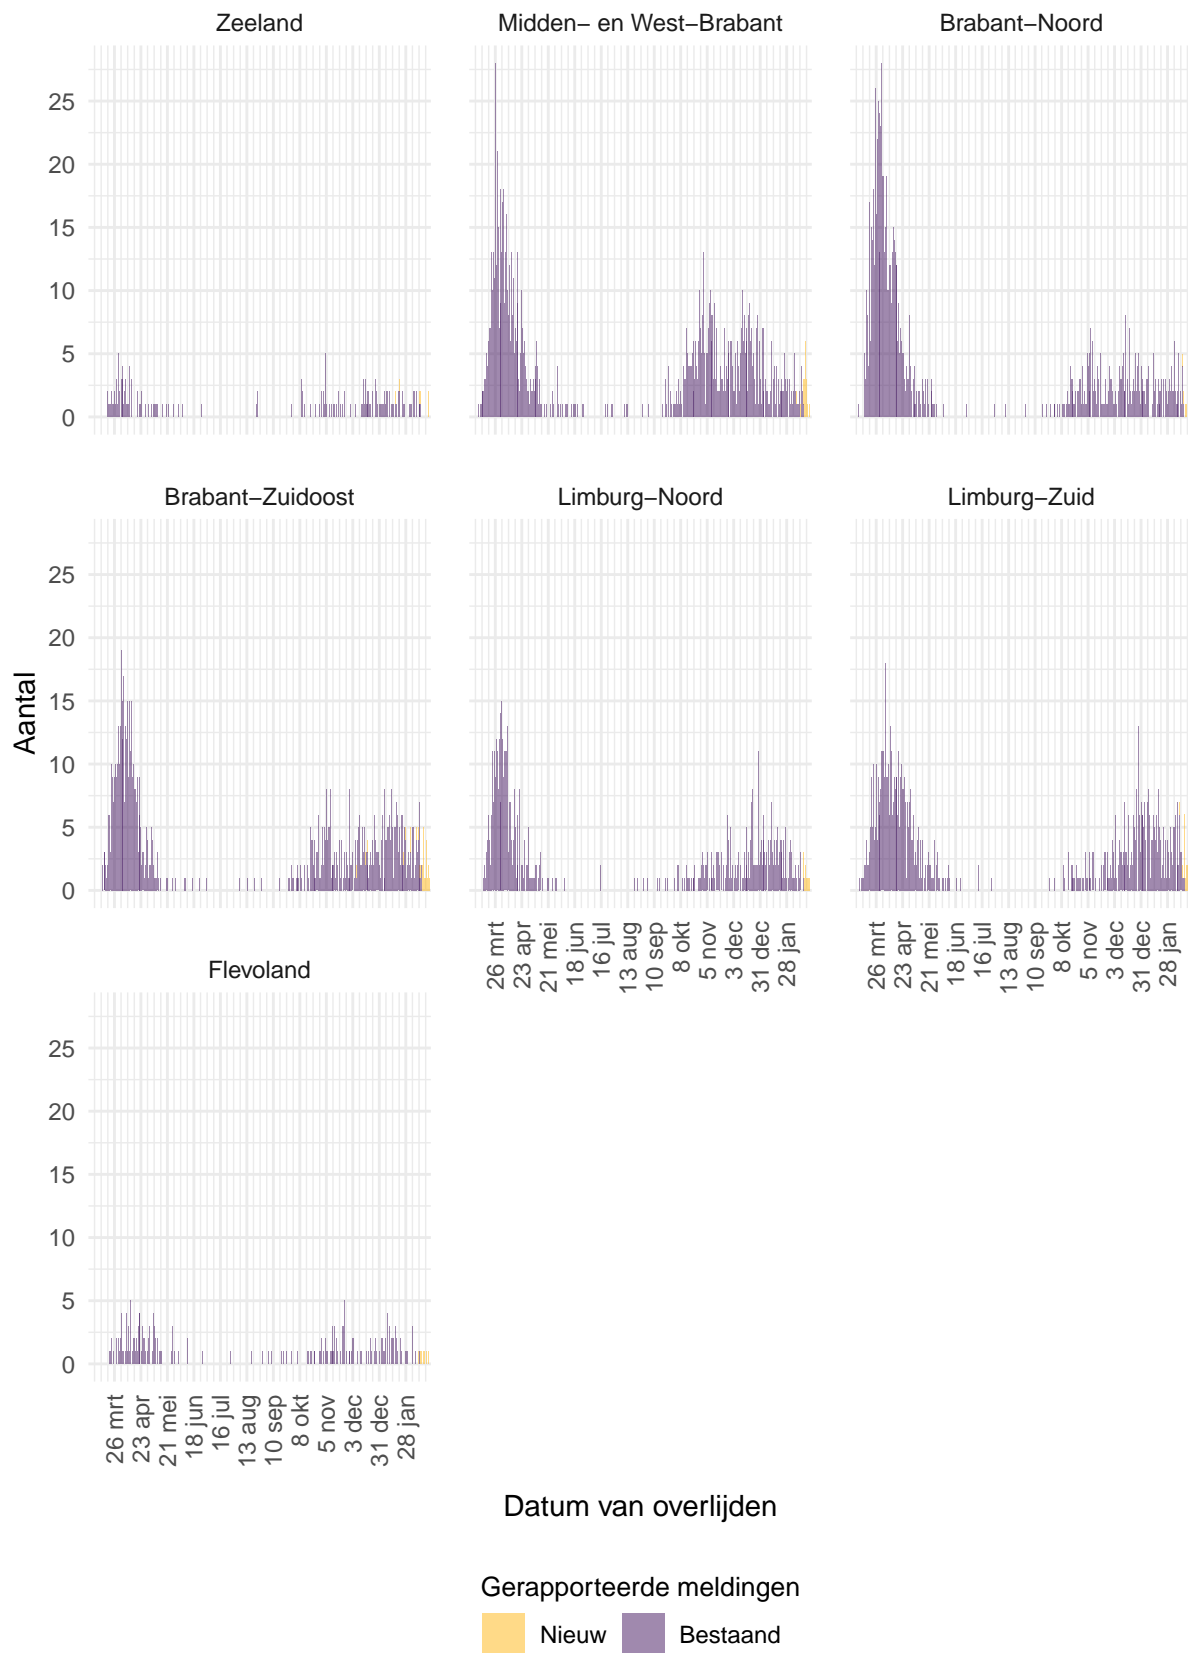 Zeeland
Midden− en West−Brabant
Brabant−Noord
25
20
15
10
5
0
Brabant−Zuidoost
Limburg−Noord
Limburg−Zuid
25
20
15
10
5
0
Aantal
26 mrt
23 apr
21 mei
18 jun
16 jul
13 aug
10 sep
8 okt
5 nov
3 dec
31 dec
28 jan
26 mrt
23 apr
21 mei
18 jun
16 jul
13 aug
10 sep
8 okt
5 nov
3 dec
31 dec
28 jan
Flevoland
25
20
15
10
5
0
26 mrt
23 apr
21 mei
18 jun
16 jul
13 aug
10 sep
8 okt
5 nov
3 dec
31 dec
28 jan
Datum van overlijden
Gerapporteerde meldingen
Nieuw
Bestaand